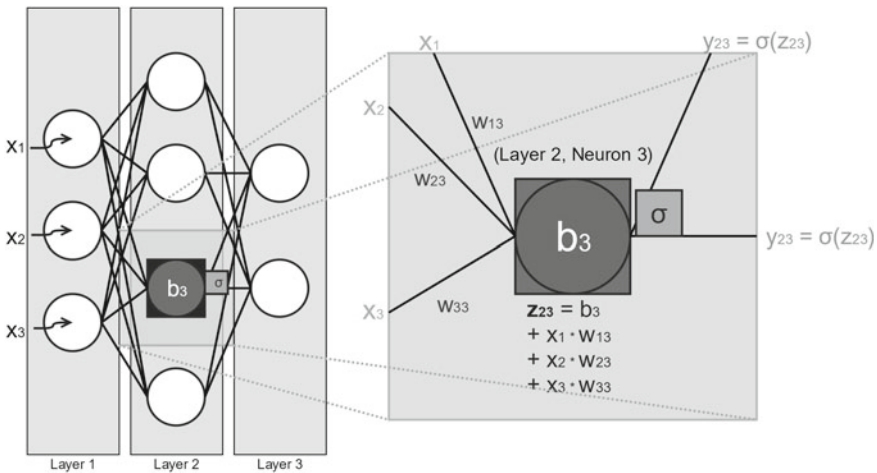 x1
x2
x3
b3
σ
Layer 1
Layer 2
Layer 3
x1
y23 = σ(z23)
x2
w13
(Layer 2, Neuron 3)
w23
σ
b3
y23 = σ(z23)
x3
w33
z23 = b3
+ x1 · w13
+ x2 · w23
+ x3 · w33